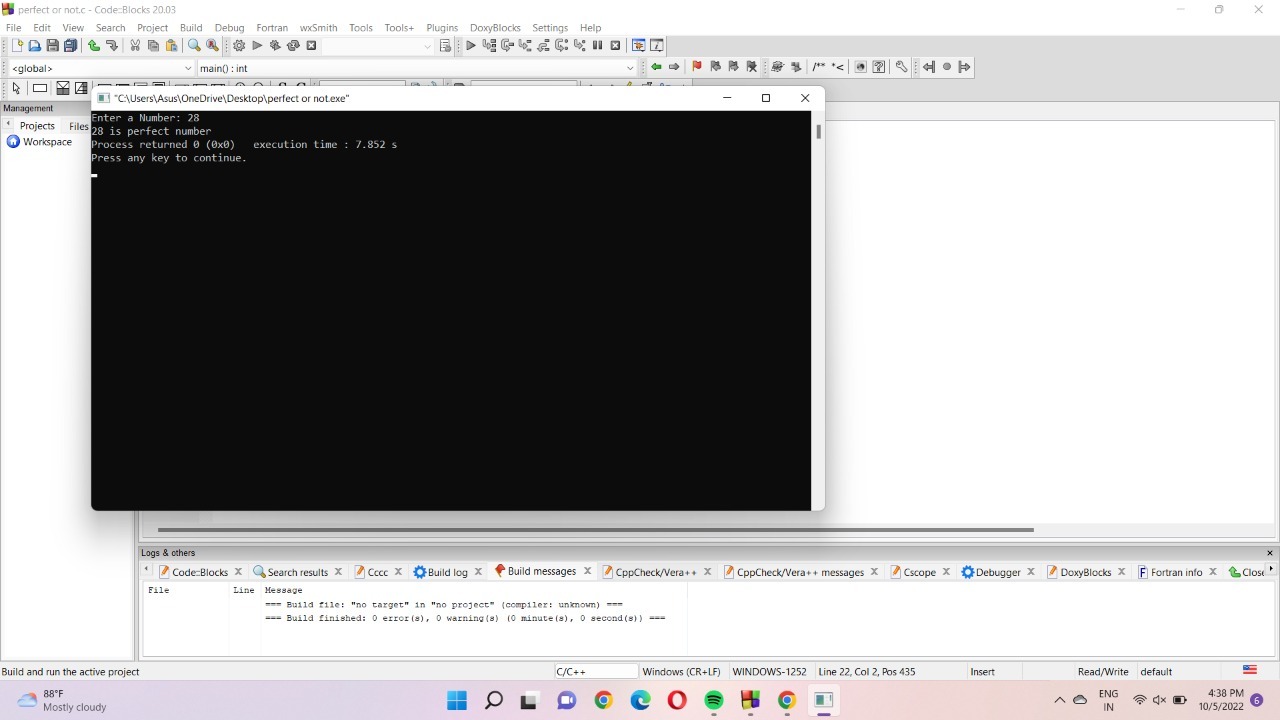 perfect or not.c - Code::Blocks 20.03
File Edit View Search Project Build Debug Fortran wxSmith Tools Tools+ Plugins DoxyBlocks Settings Help
<global> main() : int /** *<
Management
Projects Files
Workspace
"C:\Users\Asus\OneDrive\Desktop\perfect or not.exe"
Enter a Number: 28
28 is perfect number
Process returned 0 (0x0)   execution time : 7.852 s
Press any key to continue.
Logs & others
Code::Blocks Search results Cccc Build log Build messages CppCheck/Vera++ CppCheck/Vera++ messages Cscope Debugger DoxyBlocks Fortran info Close
File Line Message
=== Build file: "no target" in "no project" (compiler: unknown) ===
=== Build finished: 0 error(s), 0 warning(s) (0 minute(s), 0 second(s)) ===
Build and run the active project C/C++ Windows (CR+LF) WINDOWS-1252 Line 22, Col 2, Pos 435 Insert Read/Write default
88°F
Mostly cloudy
ENG
IN
4:38 PM
10/5/2022
6